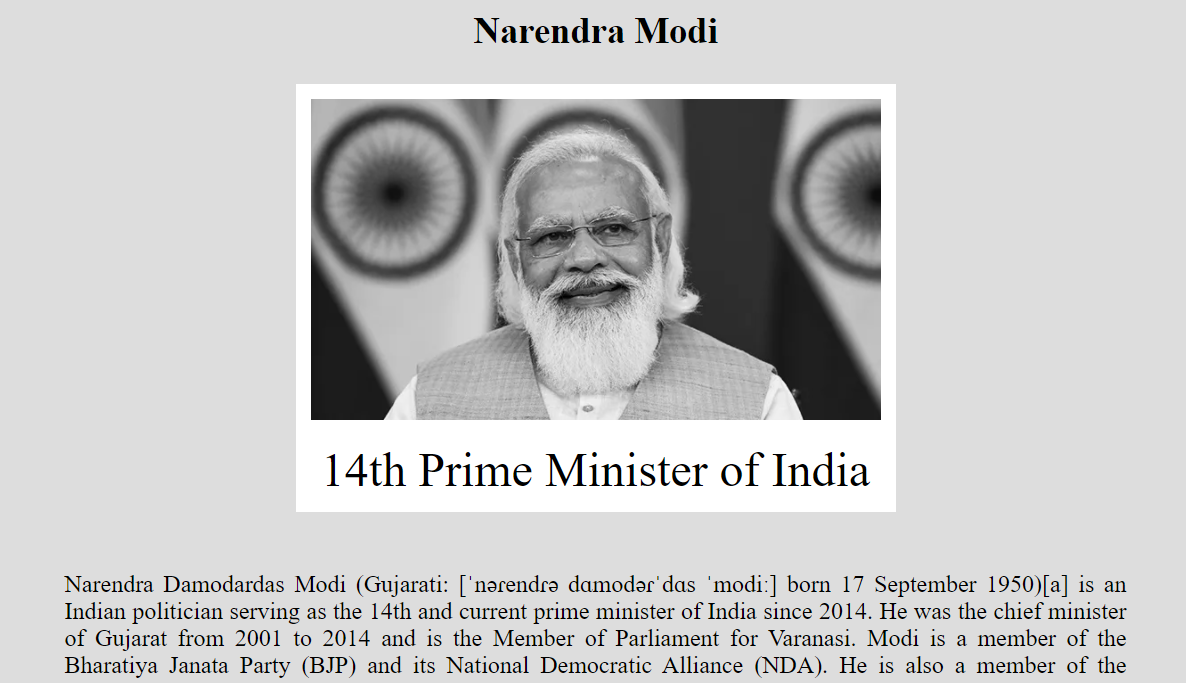 Narendra Modi
14th Prime Minister of India
Narendra Damodardas Modi (Gujarati: [ˈnəɾendɾə dɑmodəɾˈdɑs ˈmodiː] born 17 September 1950)[a] is an
Indian politician serving as the 14th and current prime minister of India since 2014. He was the chief minister
of Gujarat from 2001 to 2014 and is the Member of Parliament for Varanasi. Modi is a member of the
Bharatiya Janata Party (BJP) and its National Democratic Alliance (NDA). He is also a member of the